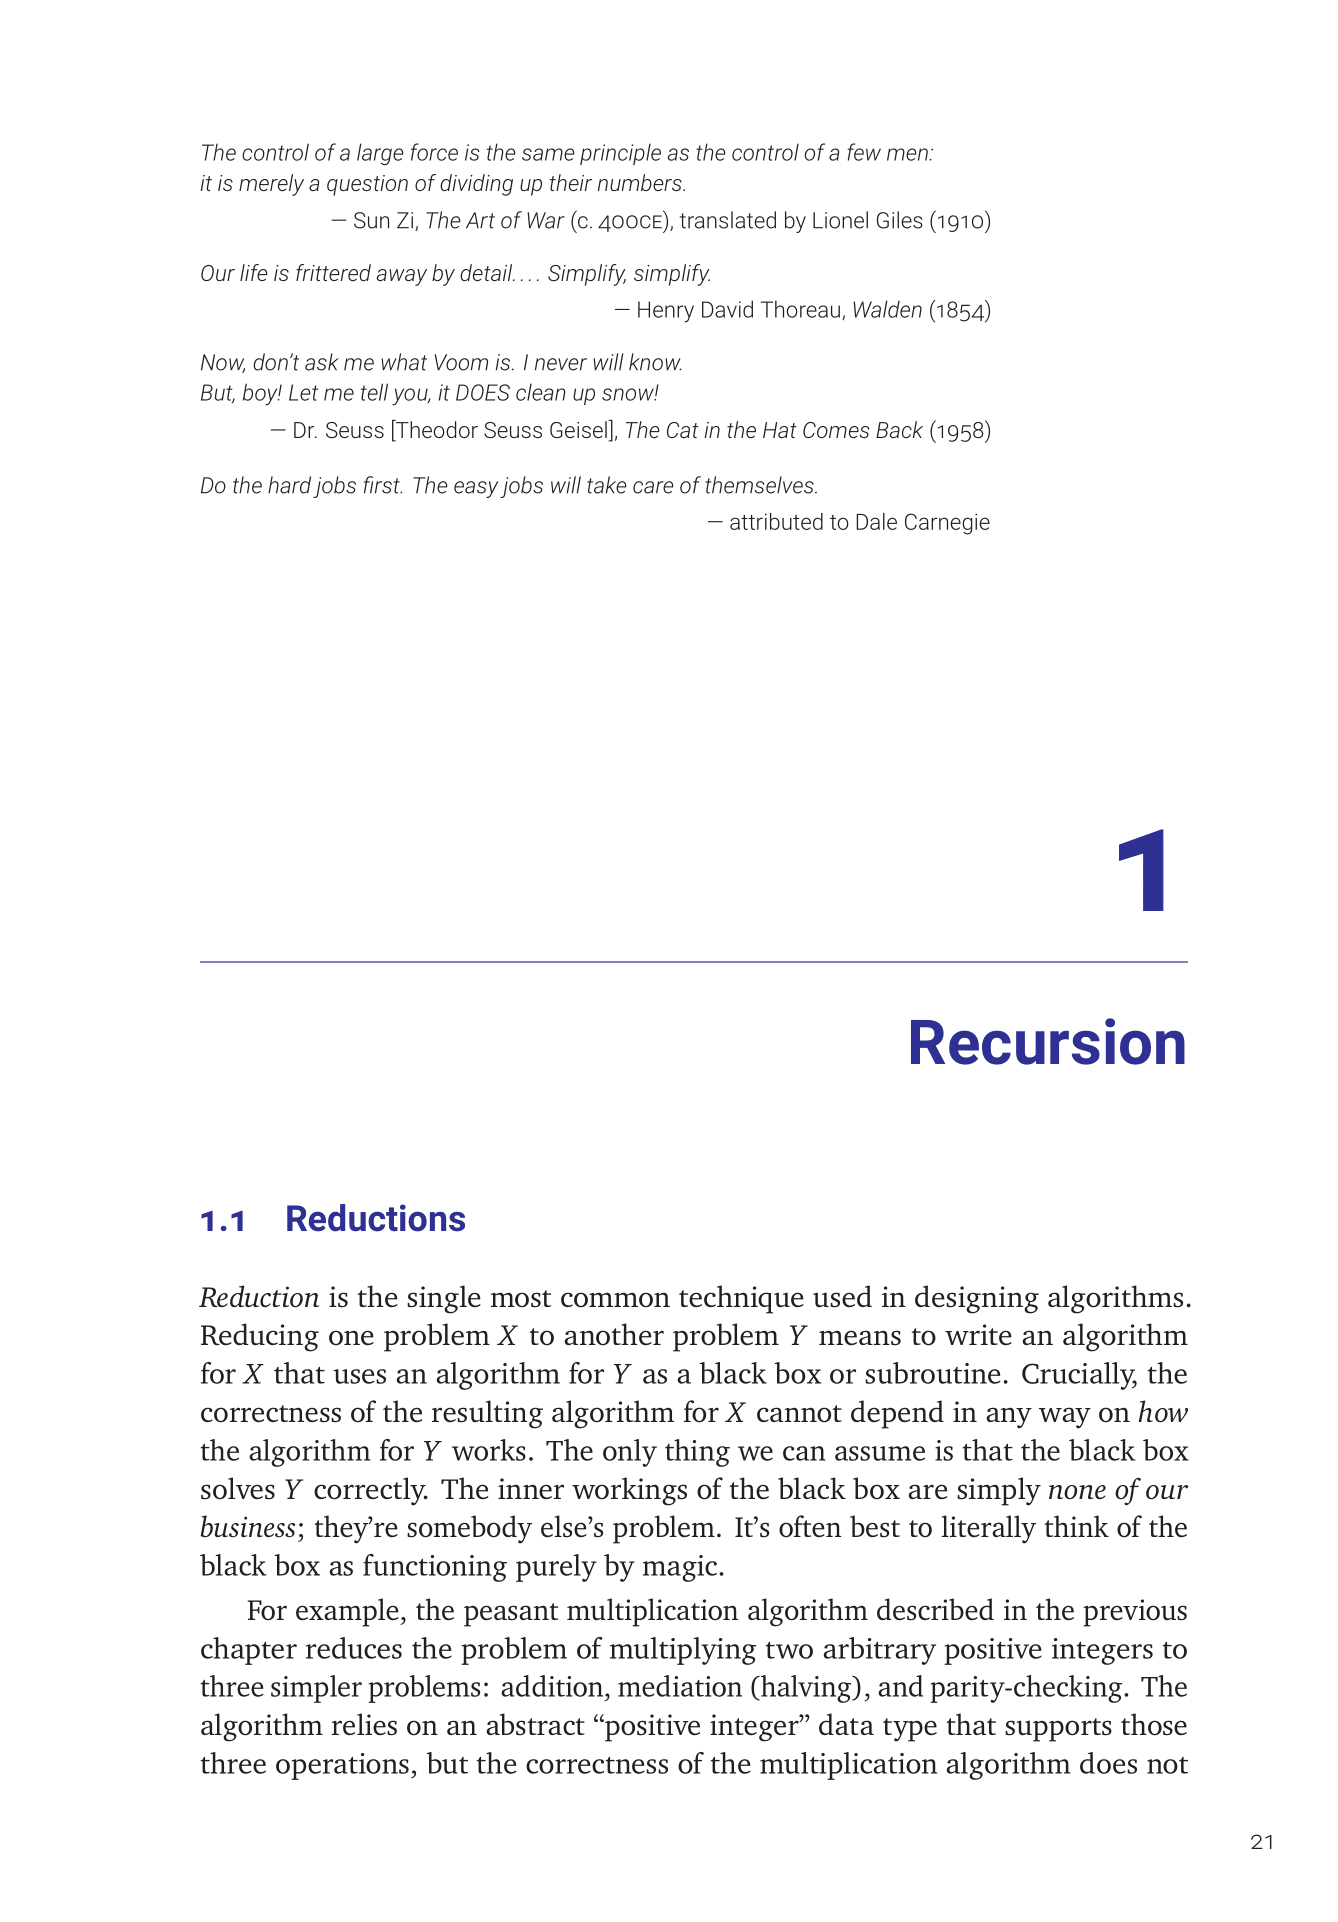 The control of a large force is the same principle as the control of a few men:
it is merely a question of dividing up their numbers.
— Sun Zi, The Art of War (c. 400CE), translated by Lionel Giles (1910)
Our life is frittered away by detail. . . . Simplify, simplify.
— Henry David Thoreau, Walden (1854)
Now, don’t ask me what Voom is. I never will know.
But, boy! Let me tell you, it DOES clean up snow!
— Dr. Seuss [Theodor Seuss Geisel], The Cat in the Hat Comes Back (1958)
Do the hard jobs first. The easy jobs will take care of themselves.
— attributed to Dale Carnegie
1
Recursion
1.1 Reductions
Reduction is the single most common technique used in designing algorithms.
Reducing one problem X to another problem Y means to write an algorithm
for X that uses an algorithm for Y as a black box or subroutine. Crucially, the
correctness of the resulting algorithm for X cannot depend in any way on how
the algorithm for Y works. The only thing we can assume is that the black box
solves Y correctly. The inner workings of the black box are simply none of our
business; they’re somebody else’s problem. It’s often best to literally think of the
black box as functioning purely by magic.
For example, the peasant multiplication algorithm described in the previous
chapter reduces the problem of multiplying two arbitrary positive integers to
three simpler problems: addition, mediation (halving), and parity-checking. The
algorithm relies on an abstract “positive integer” data type that supports those
three operations, but the correctness of the multiplication algorithm does not
21